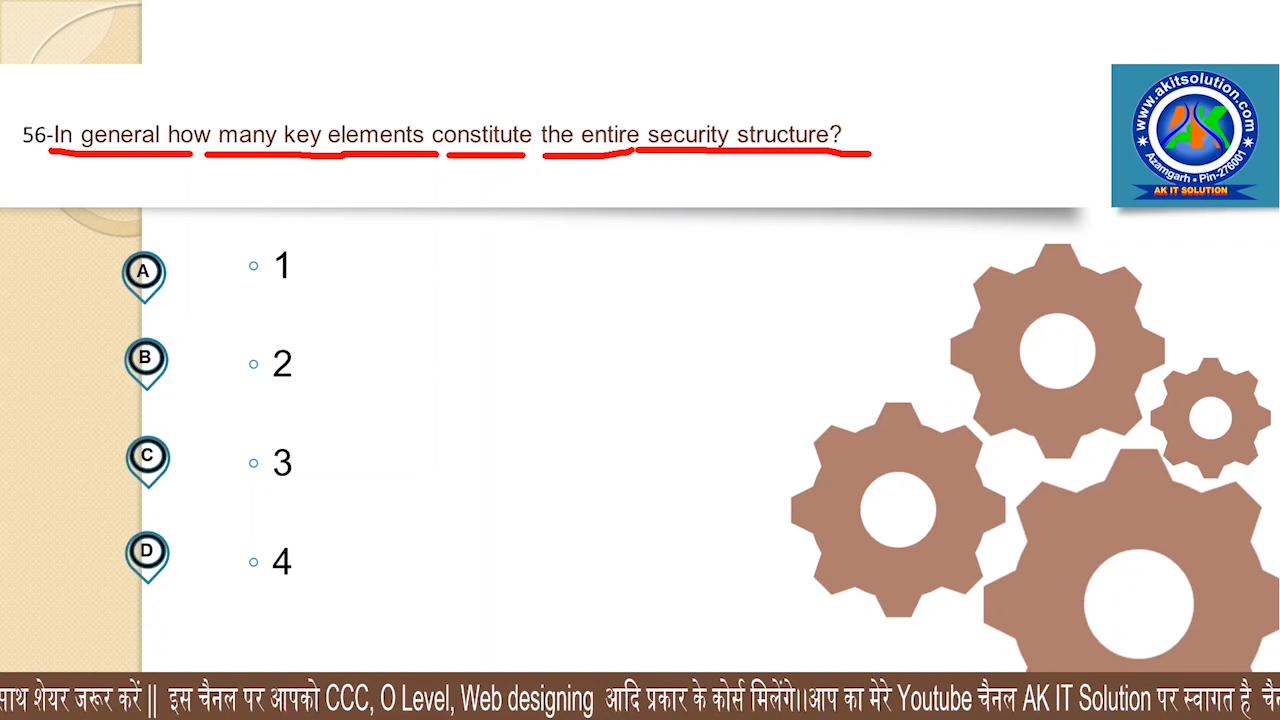 56-In general how many key elements constitute the entire security structure?
www.akitsolution.com
AK
Azamgarh • Pin-276001
AK IT SOLUTION
A
1
B
2
C
3
D
4
साथ शेयर जरूर करें || इस चैनल पर आपको CCC, O Level, Web designing आदि प्रकार के कोर्स मिलेंगे।।आप का मेरे Youtube चैनल AK IT Solution पर स्वागत है चै